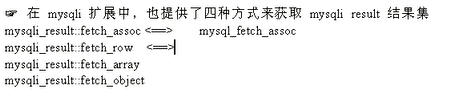 ☞ 在 mysqli 扩展中，也提供了四种方式来获取 mysqli result 结果集
mysqli_result::fetch_assoc <==> mysql_fetch_assoc
mysqli_result::fetch_row <==>
mysqli_result::fetch_array
mysqli_result::fetch_object